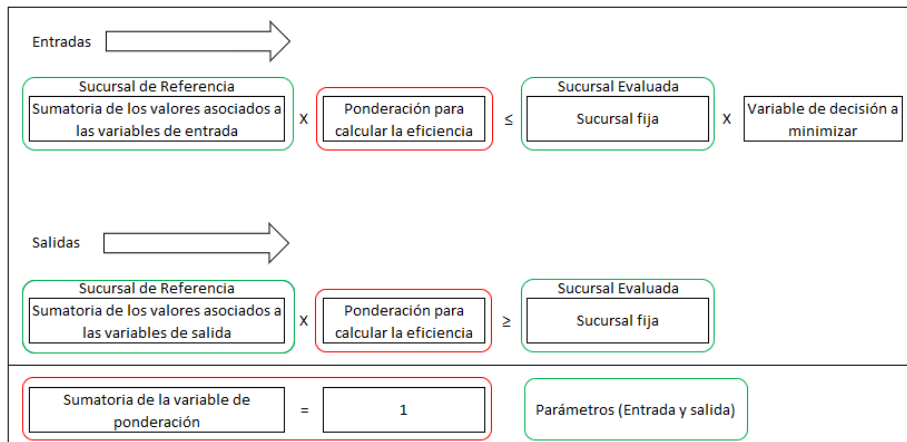 Entradas
Sucursal de Referencia
Sumatoria de los valores asociados a
las variables de entrada
X
Ponderación para
calcular la eficiencia
≤
Sucursal Evaluada
Sucursal fija
X
Variable de decisión a
minimizar
Salidas
Sucursal de Referencia
Sumatoria de los valores asociados a
las variables de salida
X
Ponderación para
calcular la eficiencia
≥
Sucursal Evaluada
Sucursal fija
Sumatoria de la variable de
ponderación
=
1
Parámetros (Entrada y salida)